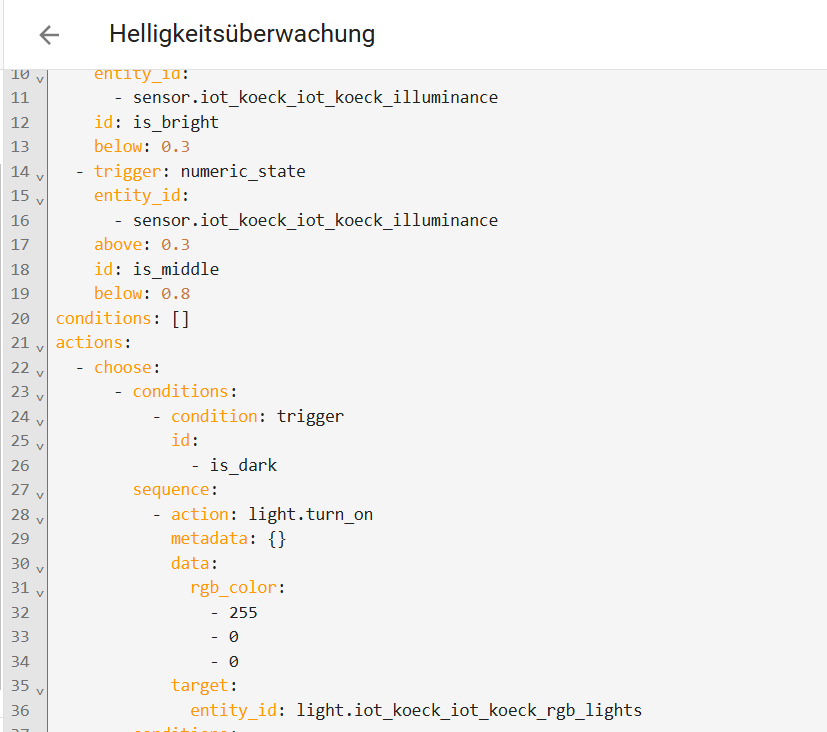 Helligkeitsüberwachung
10 entity_id:
11 - sensor.iot_koeck_iot_koeck_illuminance
12 id: is_bright
13 below: 0.3
14 - trigger: numeric_state
15 entity_id:
16 - sensor.iot_koeck_iot_koeck_illuminance
17 above: 0.3
18 id: is_middle
19 below: 0.8
20 conditions: []
21 actions:
22 - choose:
23 - conditions:
24 - condition: trigger
25 id:
26 - is_dark
27 sequence:
28 - action: light.turn_on
29 metadata: {}
30 data:
31 rgb_color:
32 - 255
33 - 0
34 - 0
35 target:
36 entity_id: light.iot_koeck_iot_koeck_rgb_lights
37 conditions: